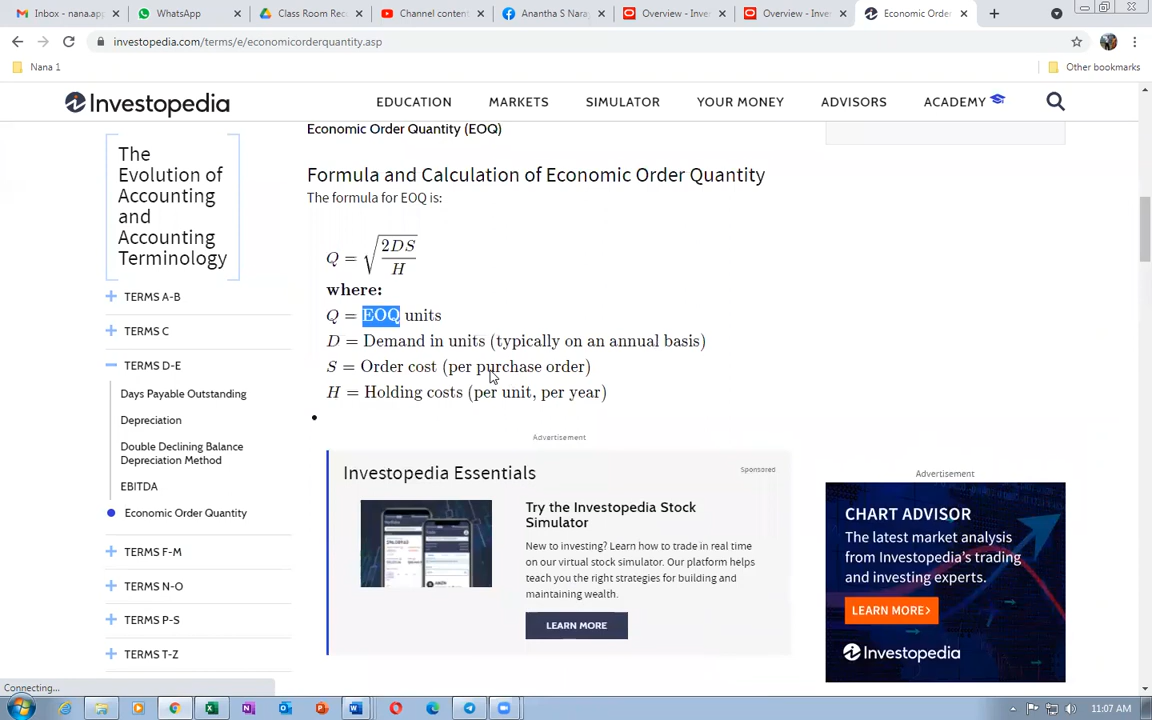 Inbox - nana.app
WhatsApp
Class Room Rec
Channel content
Anantha S Nara
Overview - Inve
Overview - Inve
Economic Order
investopedia.com/terms/e/economicorderquantity.asp
Nana 1
Other bookmarks
Investopedia
EDUCATION
MARKETS
SIMULATOR
YOUR MONEY
ADVISORS
ACADEMY
The
Evolution of
Accounting
and
Accounting
Terminology
TERMS A-B
TERMS C
TERMS D-E
Days Payable Outstanding
Depreciation
Double Declining Balance
Depreciation Method
EBITDA
Economic Order Quantity
TERMS F-M
TERMS N-O
TERMS P-S
TERMS T-Z
Economic Order Quantity (EOQ)
Formula and Calculation of Economic Order Quantity
The formula for EOQ is:
Q = √(2DS/H)
where:
Q = EOQ units
D = Demand in units (typically on an annual basis)
S = Order cost (per purchase order)
H = Holding costs (per unit, per year)
Advertisement
Investopedia Essentials
Sponsored
Try the Investopedia Stock
Simulator
New to investing? Learn how to trade in real time
on our virtual stock simulator. Our platform helps
teach you the right strategies for building and
maintaining wealth.
LEARN MORE
Advertisement
CHART ADVISOR
The latest market analysis
from Investopedia's trading
and investing experts.
LEARN MORE>
Investopedia
Connecting...
11:07 AM